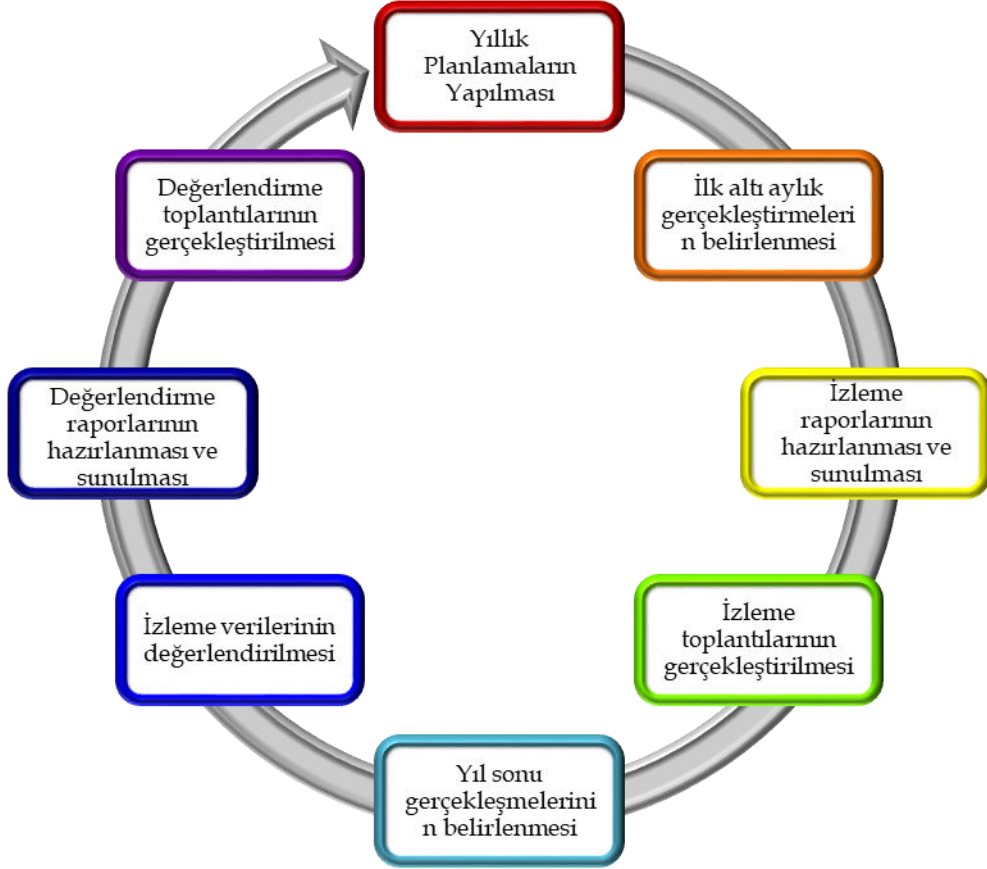 Yıllık
Planlamaların
Yapılması
İlk altı aylık
gerçekleştirmeleri
n belirlenmesi
İzleme
raporlarının
hazırlanması ve
sunulması
İzleme
toplantılarının
gerçekleştirilmesi
Yıl sonu
gerçekleşmelerini
n belirlenmesi
İzleme verilerinin
değerlendirilmesi
Değerlendirme
raporlarının
hazırlanması ve
sunulması
Değerlendirme
toplantılarının
gerçekleştirilmesi